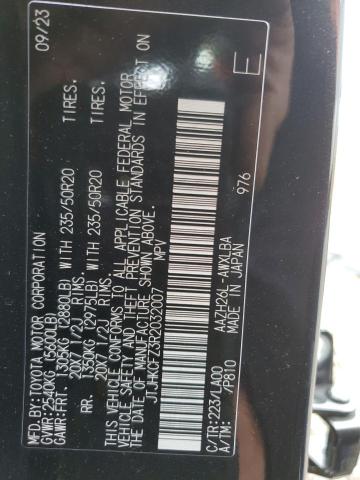 MFD.BY:TOYOTA MOTOR CORPORATION 09/23
GVWR:2540KG(5600LB)
GAWR:FRT. 1305KG(2880LB) WITH 235/50R20 TIRES.
20X7 1/2J RIMS.
RR. 1350KG(2975LB) WITH 235/50R20 TIRES.
20X7 1/2J RIMS.
THIS VEHICLE CONFORMS TO ALL APPLICABLE FEDERAL MOTOR
VEHICLE SAFETY AND THEFT PREVENTION STANDARDS IN EFFECT ON
THE DATE OF MANUFACTURE SHOWN ABOVE.
JTJHKCFZ3R2032007 MPV
AAZH26L-AWXLBA
C/TR:223/LA00 MADE IN JAPAN E
A/TM: /P810 976